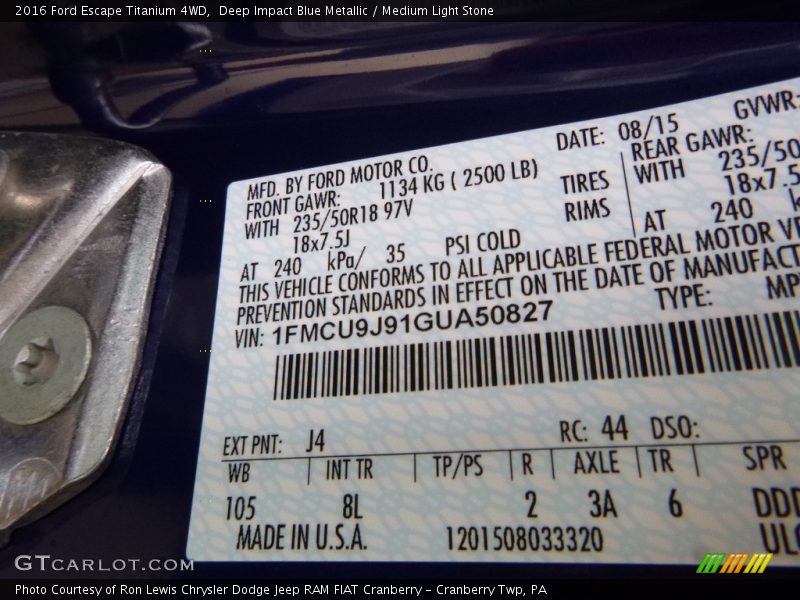 2016 Ford Escape Titanium 4WD,  Deep Impact Blue Metallic / Medium Light Stone
MFD. BY FORD MOTOR CO.
DATE: 08/15
GVWR:
FRONT GAWR: 1134 KG ( 2500 LB)
REAR GAWR:
WITH 235/50R18 97V
TIRES
WITH 235/50
18x7.5J
RIMS
18x7.5
AT 240 kPa/ 35 PSI COLD
AT 240
THIS VEHICLE CONFORMS TO ALL APPLICABLE FEDERAL MOTOR VE
PREVENTION STANDARDS IN EFFECT ON THE DATE OF MANUFACT
VIN: 1FMCU9J91GUA50827
TYPE: MP
EXT PNT: J4
RC: 44 DSO:
WB INT TR TP/PS R AXLE TR SPR
105 8L 2 3A 6 DDD
MADE IN U.S.A. 1201508033320 ULG
GTCARLOT.COM
Photo Courtesy of Ron Lewis Chrysler Dodge Jeep RAM FIAT Cranberry – Cranberry Twp, PA